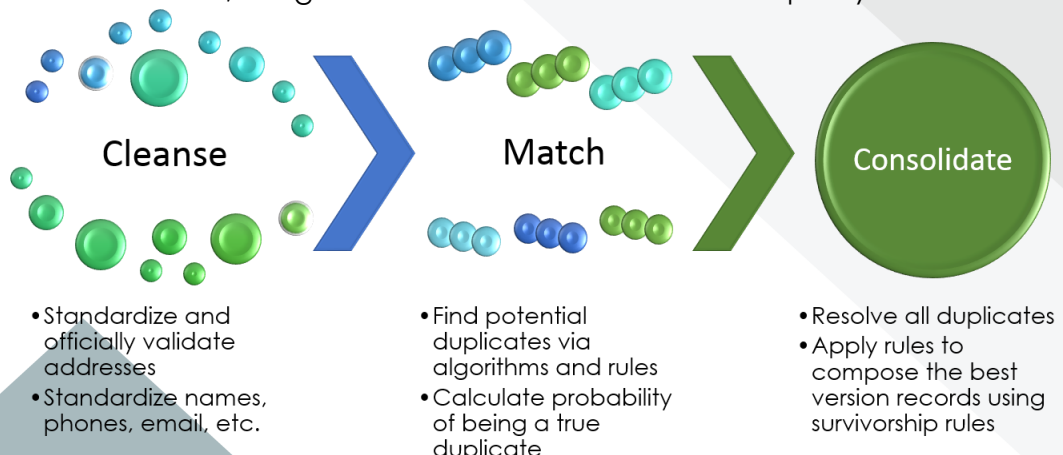 Cleanse
Match
Consolidate
•Standardize and
officially validate
addresses
•Standardize names,
phones, email, etc.
•Find potential
duplicates via
algorithms and rules
•Calculate probability
of being a true
duplicate
•Resolve all duplicates
•Apply rules to
compose the best
version records using
survivorship rules